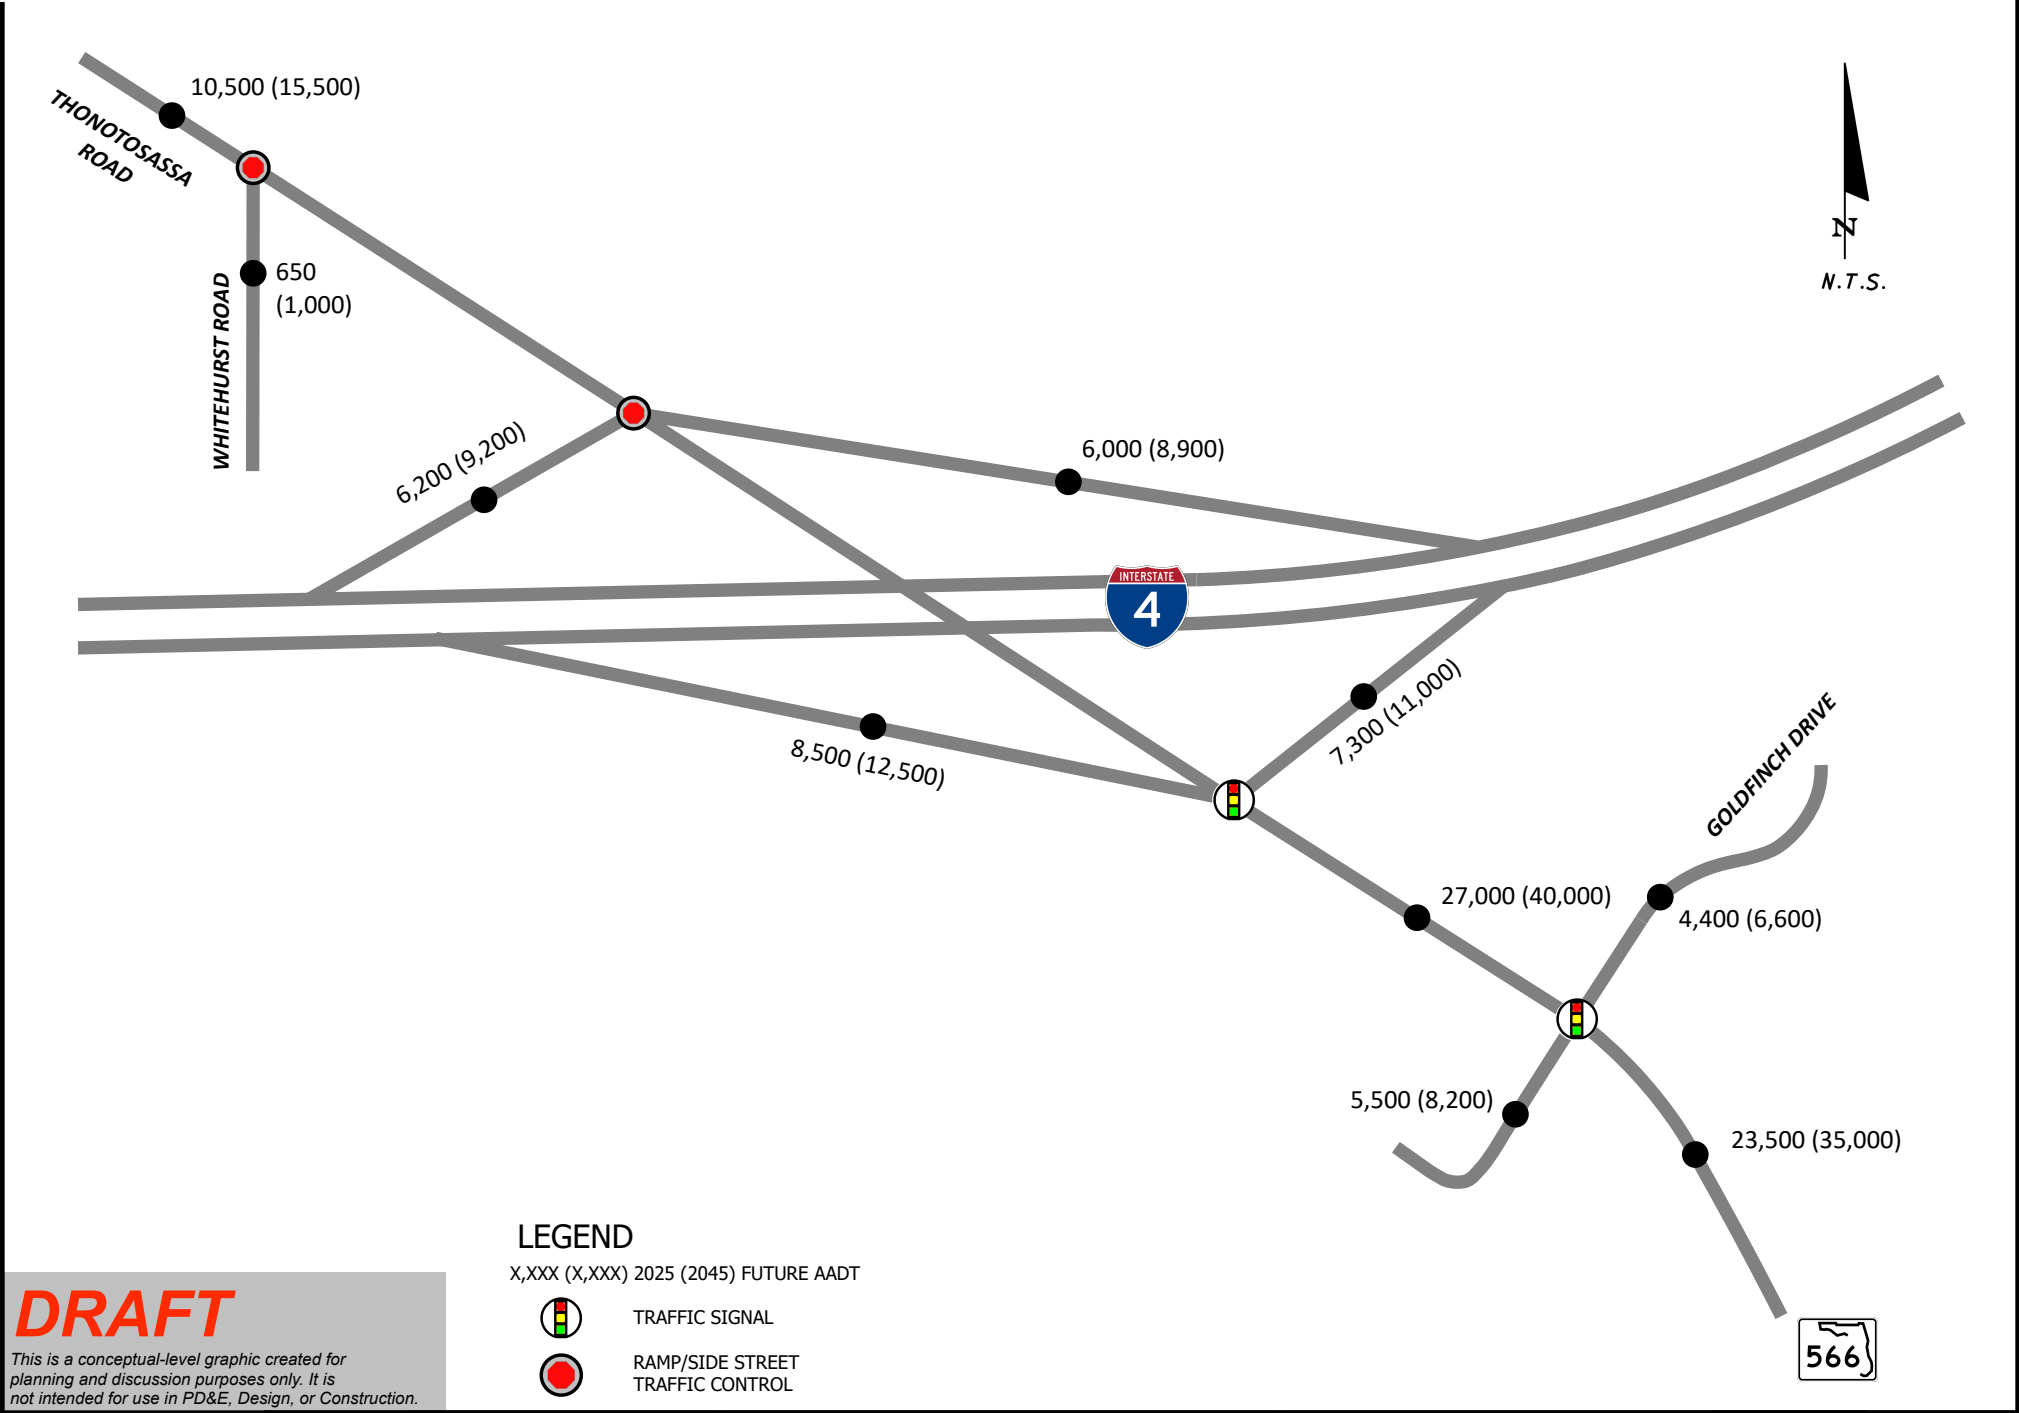 10,500 (15,500)
THONOTOSASSA
ROAD
650
(1,000)
WHITEHURST ROAD
N
N.T.S.
6,200 (9,200)
6,000 (8,900)
INTERSTATE
4
8,500 (12,500)
7,300 (11,000)
GOLDFINCH DRIVE
27,000 (40,000)
4,400 (6,600)
5,500 (8,200)
23,500 (35,000)
566
LEGEND
X,XXX (X,XXX) 2025 (2045) FUTURE AADT
TRAFFIC SIGNAL
RAMP/SIDE STREET
TRAFFIC CONTROL
DRAFT
This is a conceptual-level graphic created for
planning and discussion purposes only. It is
not intended for use in PD&E, Design, or Construction.